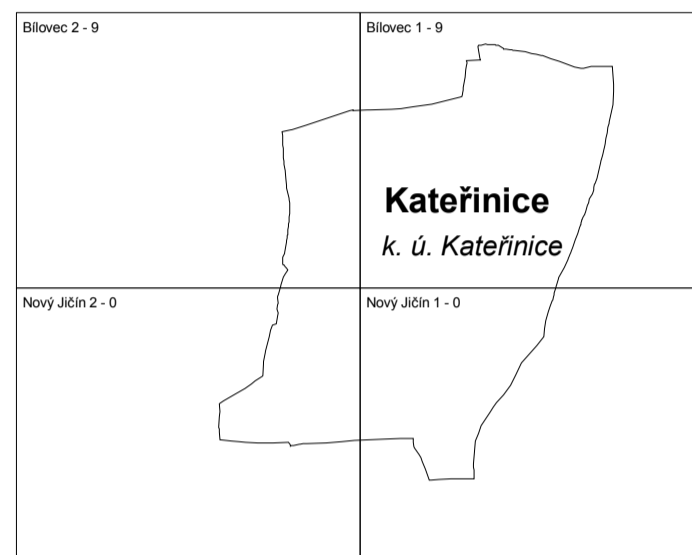 Bílovec 2 - 9
Bílovec 1 - 9
Kateřinice
k. ú. Kateřinice
Nový Jičín 2 - 0
Nový Jičín 1 - 0